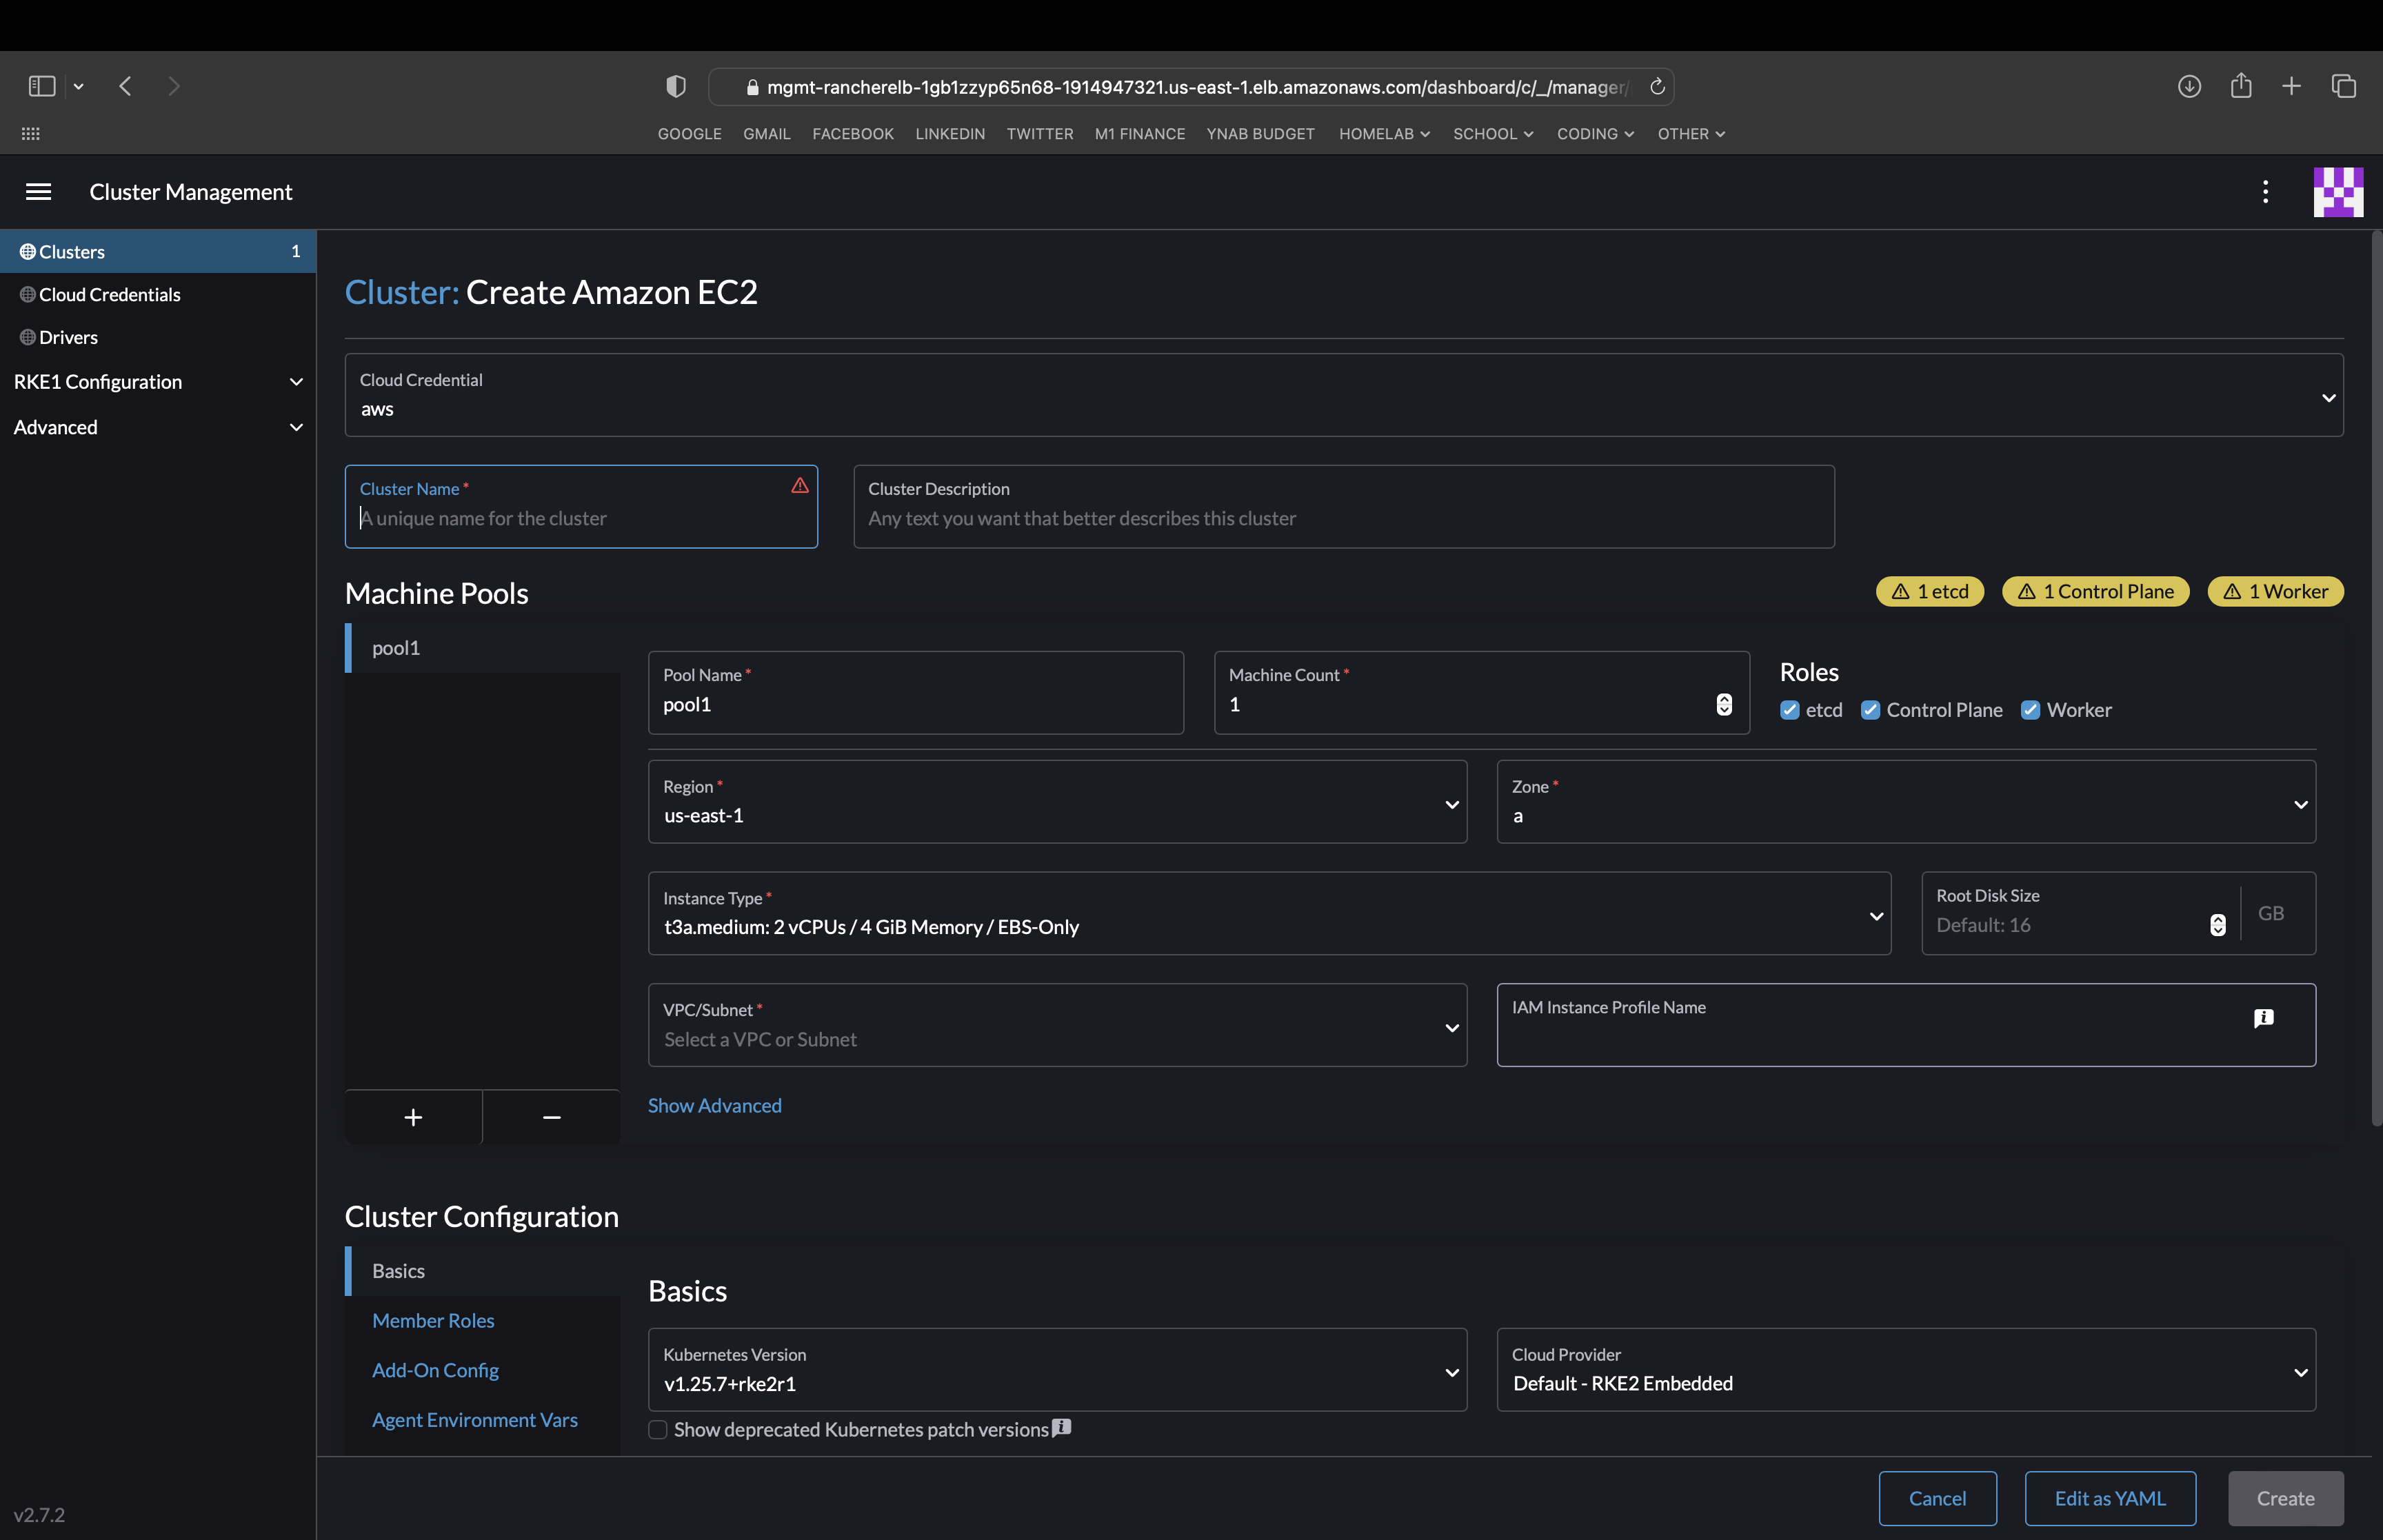 mgmt-rancherelb-1gb1zzyp65n68-1914947321.us-east-1.elb.amazonaws.com/dashboard/c/_/manager/
GOOGLE GMAIL FACEBOOK LINKEDIN TWITTER M1 FINANCE YNAB BUDGET HOMELAB SCHOOL CODING OTHER
Cluster Management
Clusters 1
Cloud Credentials
Drivers
RKE1 Configuration
Advanced
v2.7.2
Cluster: Create Amazon EC2
Cloud Credential
aws
Cluster Name *
A unique name for the cluster
Cluster Description
Any text you want that better describes this cluster
Machine Pools
1 etcd 1 Control Plane 1 Worker
pool1
Pool Name *
pool1
Machine Count *
1
Roles
etcd Control Plane Worker
Region *
us-east-1
Zone *
a
Instance Type *
t3a.medium: 2 vCPUs / 4 GiB Memory / EBS-Only
Root Disk Size
Default: 16
GB
VPC/Subnet *
Select a VPC or Subnet
IAM Instance Profile Name
Show Advanced
+ −
Cluster Configuration
Basics
Member Roles
Add-On Config
Agent Environment Vars
Basics
Kubernetes Version
v1.25.7+rke2r1
Cloud Provider
Default - RKE2 Embedded
Show deprecated Kubernetes patch versions
Cancel Edit as YAML Create